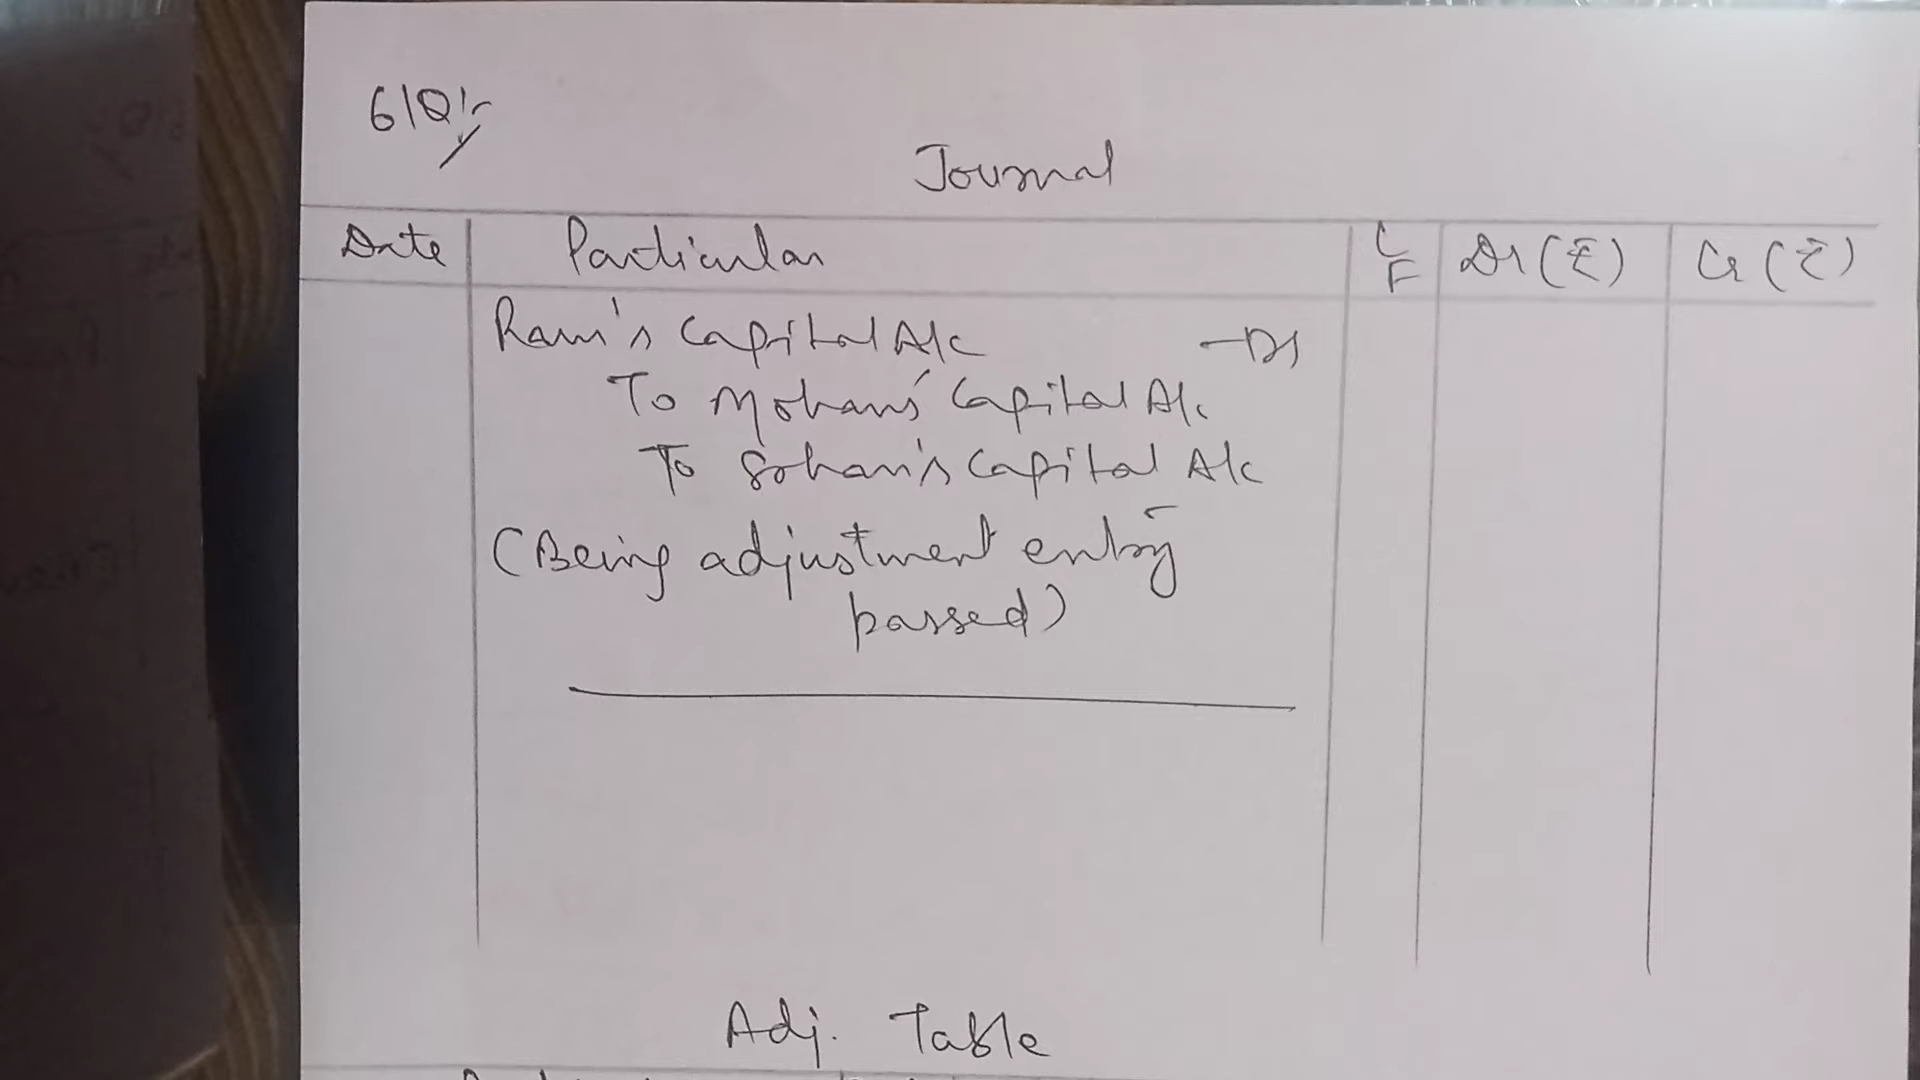 Journal
Date Particular L F Dr (₹) Cr (₹)
Ram's Capital A/c -Dr
To Mohan's Capital A/c
To Sohan's Capital A/c
(Being adjustment entry
passed)
Adj. Table